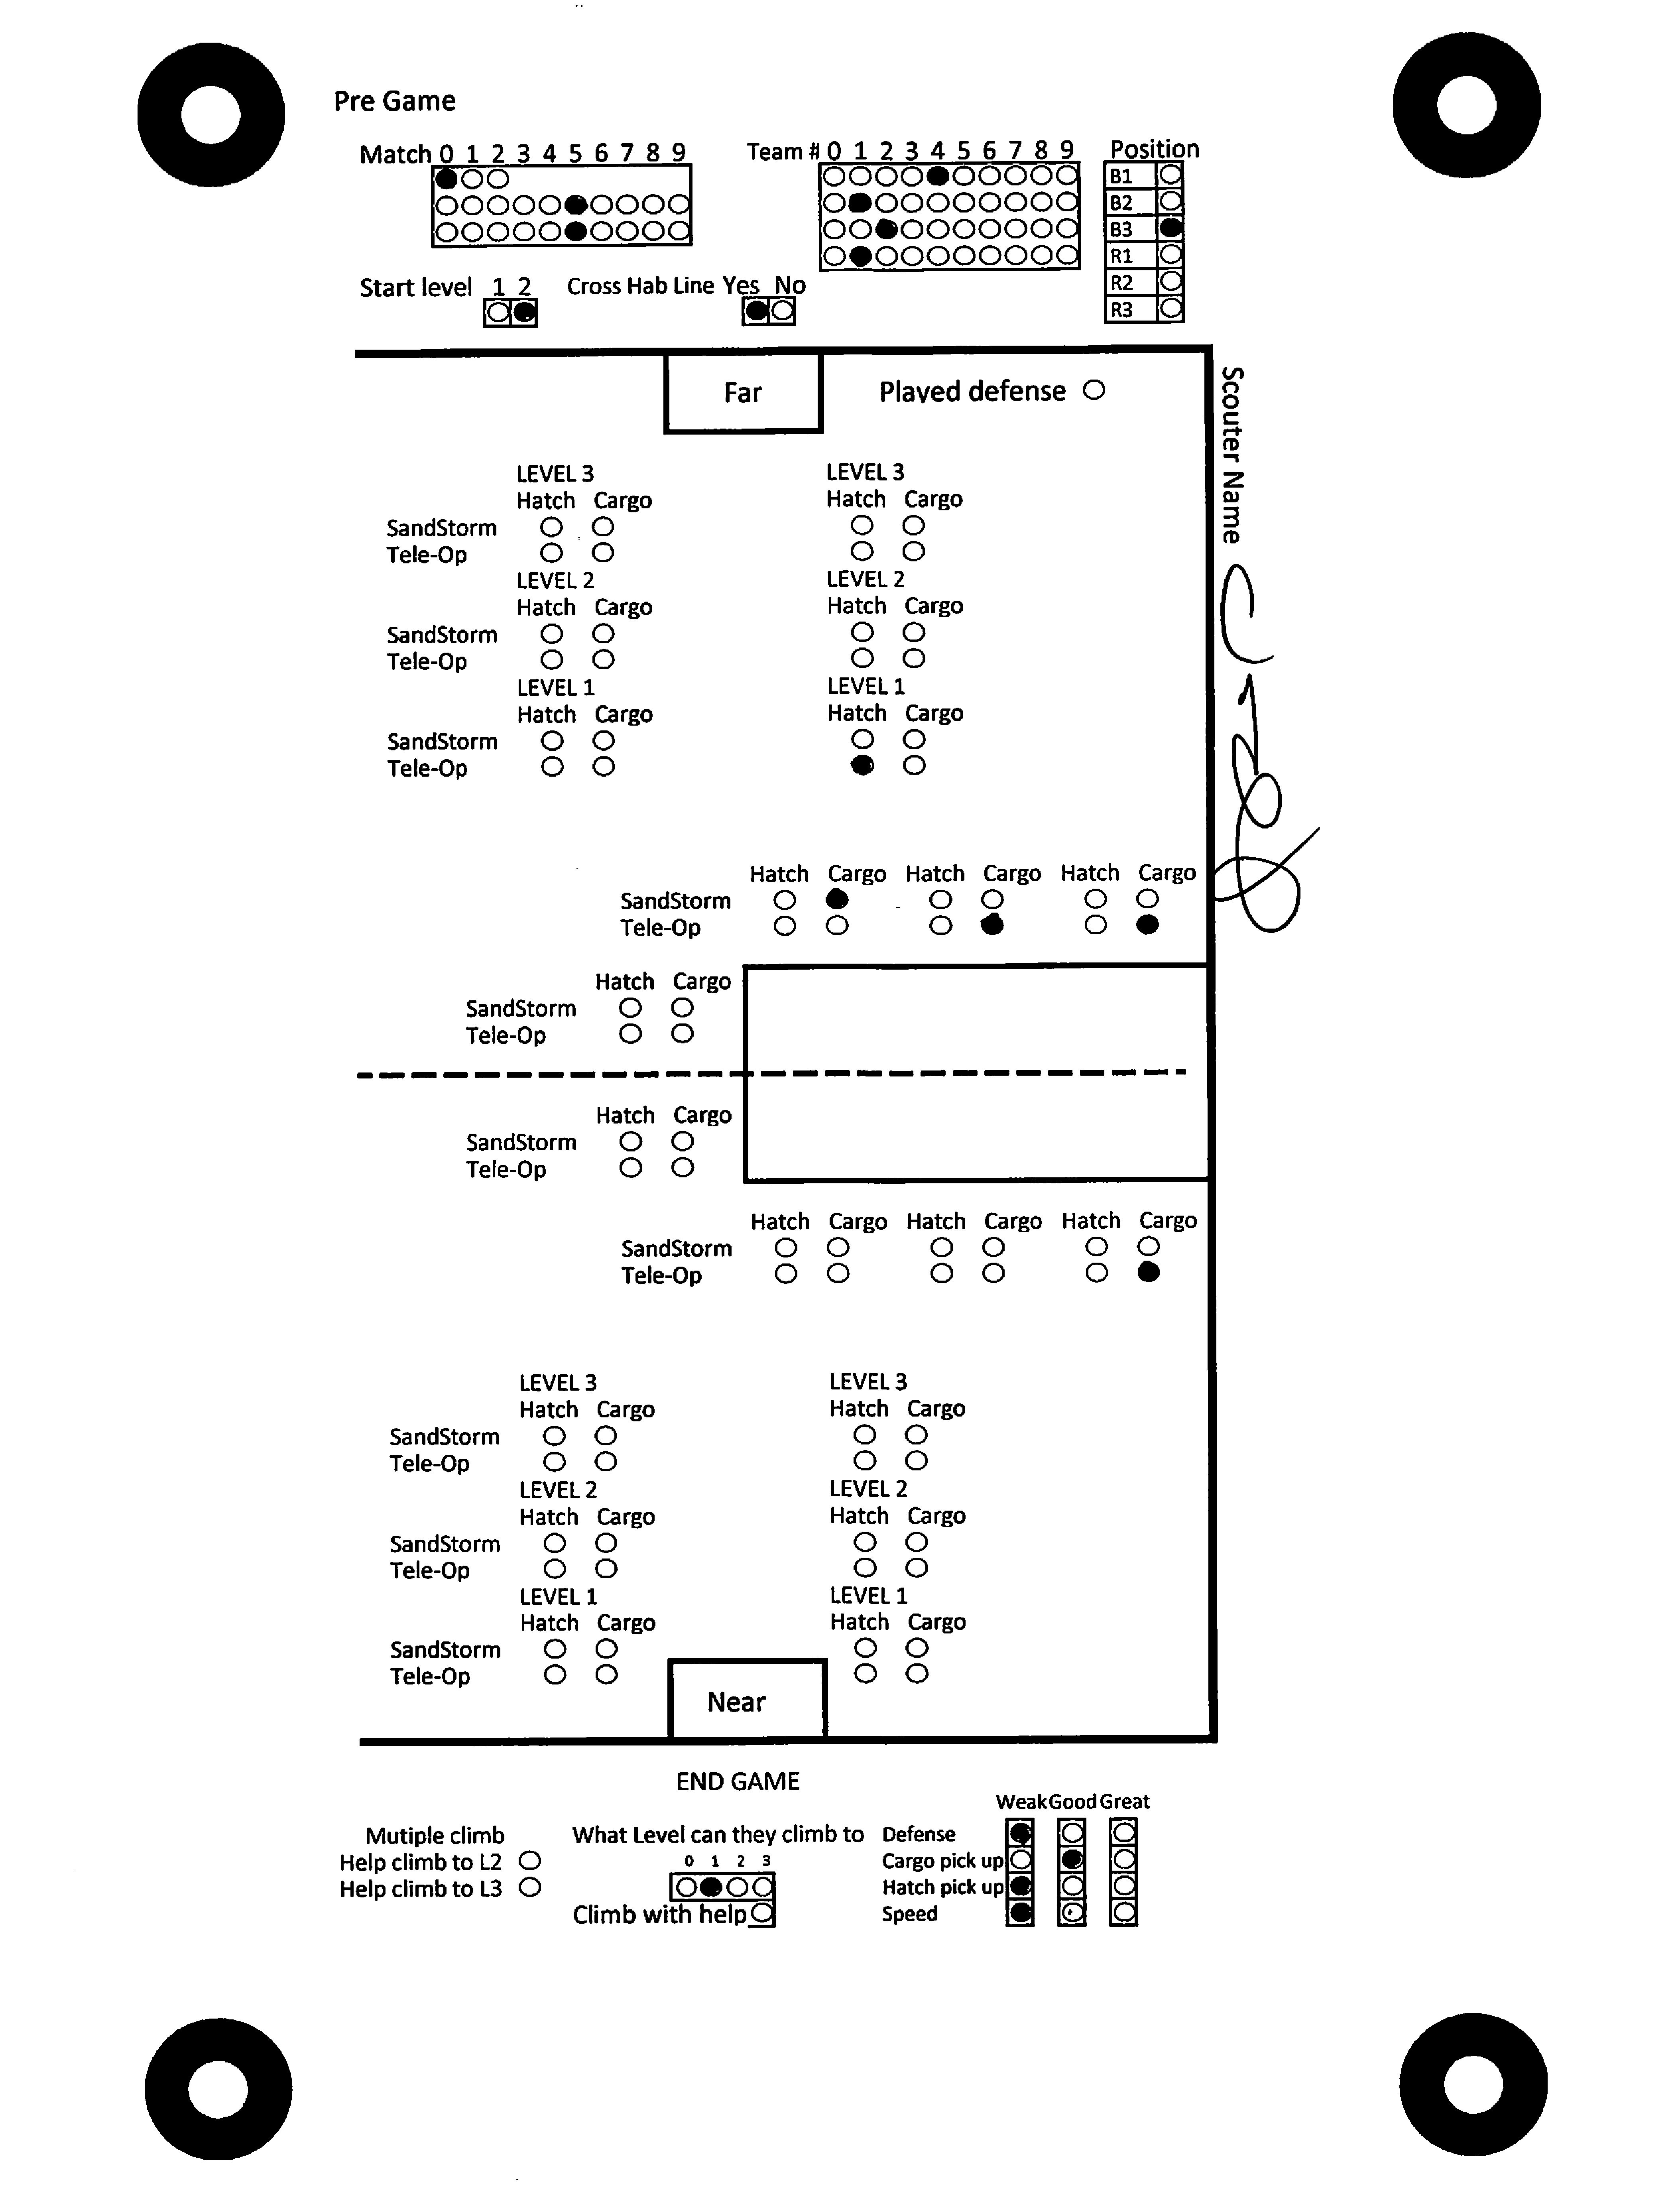 Pre Game
Match 0 1 2 3 4 5 6 7 8 9
Team # 0 1 2 3 4 5 6 7 8 9
Position
B1
B2
B3
R1
R2
R3
Start level 1 2
Cross Hab Line Yes No
Far
Played defense
Scouter Name
LEVEL 3 LEVEL 3
Hatch Cargo Hatch Cargo
SandStorm
Tele-Op
LEVEL 2 LEVEL 2
Hatch Cargo Hatch Cargo
SandStorm
Tele-Op
LEVEL 1 LEVEL 1
Hatch Cargo Hatch Cargo
SandStorm
Tele-Op
Hatch Cargo Hatch Cargo Hatch Cargo
SandStorm
Tele-Op
Hatch Cargo
SandStorm
Tele-Op
Hatch Cargo
SandStorm
Tele-Op
Hatch Cargo Hatch Cargo Hatch Cargo
SandStorm
Tele-Op
LEVEL 3 LEVEL 3
Hatch Cargo Hatch Cargo
SandStorm
Tele-Op
LEVEL 2 LEVEL 2
Hatch Cargo Hatch Cargo
SandStorm
Tele-Op
LEVEL 1 LEVEL 1
Hatch Cargo Hatch Cargo
SandStorm
Tele-Op
Near
END GAME
Mutiple climb
Help climb to L2
Help climb to L3
What Level can they climb to
0 1 2 3
Climb with help
Weak Good Great
Defense
Cargo pick up
Hatch pick up
Speed